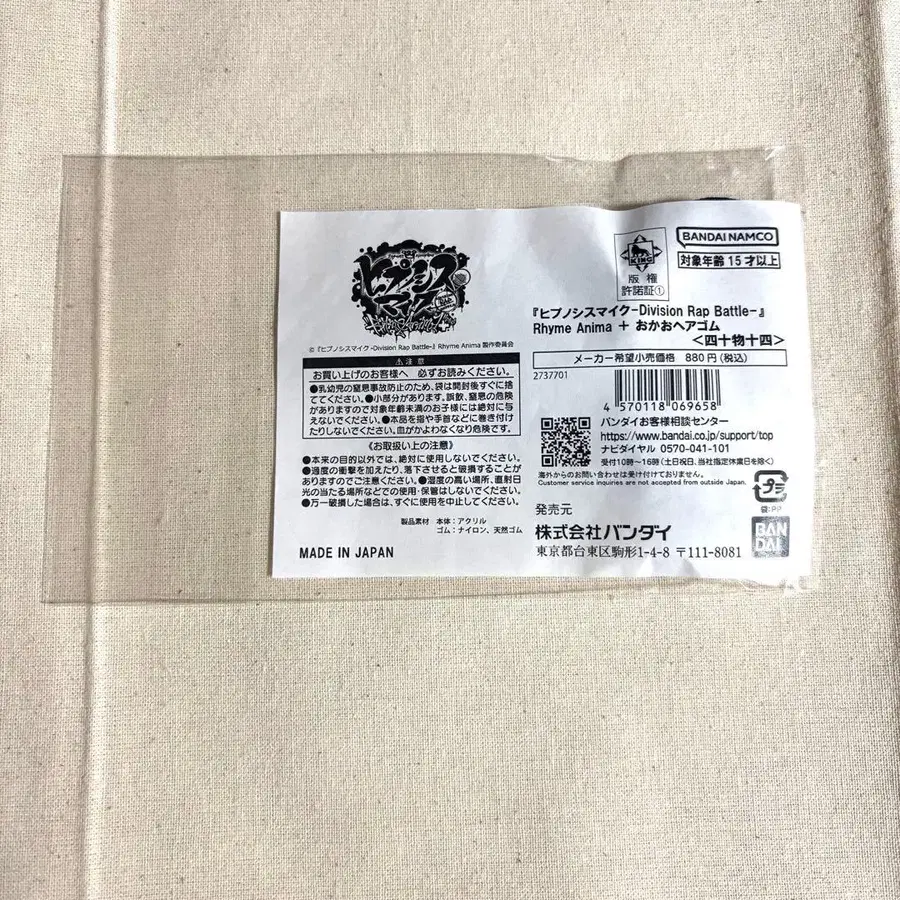 ヒプノシスマイク
©『ヒプノシスマイク-Division Rap Battle-』Rhyme Anima 製作委員会
⚠注意
お買い上げのお客様へ 必ずお読みください。
●乳幼児の窒息事故防止のため、袋は開封後すぐに捨
ててください。●小部分があります。誤飲、窒息の危険
がありますので対象年齢未満のお子様には絶対に与
えないでください。●本品を指や手首などに巻き付け
たりしないでください。血がかよわなくなり危険です。
《お取扱い上の注意》
●本来の目的以外では、絶対に使用しないでください。
●過度の衝撃を加えたり、落下させると破損することが
ありますのでご注意ください。●湿度の高い場所、直射日
光の当たる場所などでの使用・保管はしないでください。
●万一破損した場合は、すぐに使用を中止してください。
製品素材 本体：アクリル
ゴム：ナイロン、天然ゴム
MADE IN JAPAN
KING
版権
許諾証①
BANDAI NAMCO
対象年齢 15才以上
『ヒプノシスマイク-Division Rap Battle-』
Rhyme Anima ＋ おかおヘアゴム
＜四十物十四＞
メーカー希望小売価格 880円(税込)
2737701
4 570118 069658
バンダイお客様相談センター
https://www.bandai.co.jp/support/top
ナビダイヤル 0570-041-101
受付10時～16時(土日祝日、当社指定休業日を除く)
海外からのお問い合わせは受け付けておりません。
Customer service inquiries are not accepted from outside Japan.
プラ
袋:PP
発売元
株式会社バンダイ
東京都台東区駒形1-4-8 〒111-8081
BAN
DAI